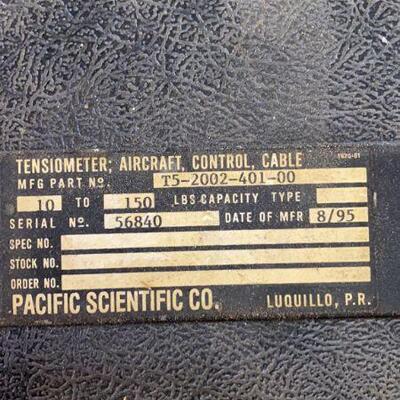 TENSIOMETER; AIRCRAFT, CONTROL, CABLE
MFG PART Nº. T5-2002-401-00
10 TO 150 LBS CAPACITY TYPE
SERIAL Nº. 56840 DATE OF MFR 8/95
SPEC NO.
STOCK NO.
ORDER NO.
PACIFIC SCIENTIFIC CO. LUQUILLO, P.R.